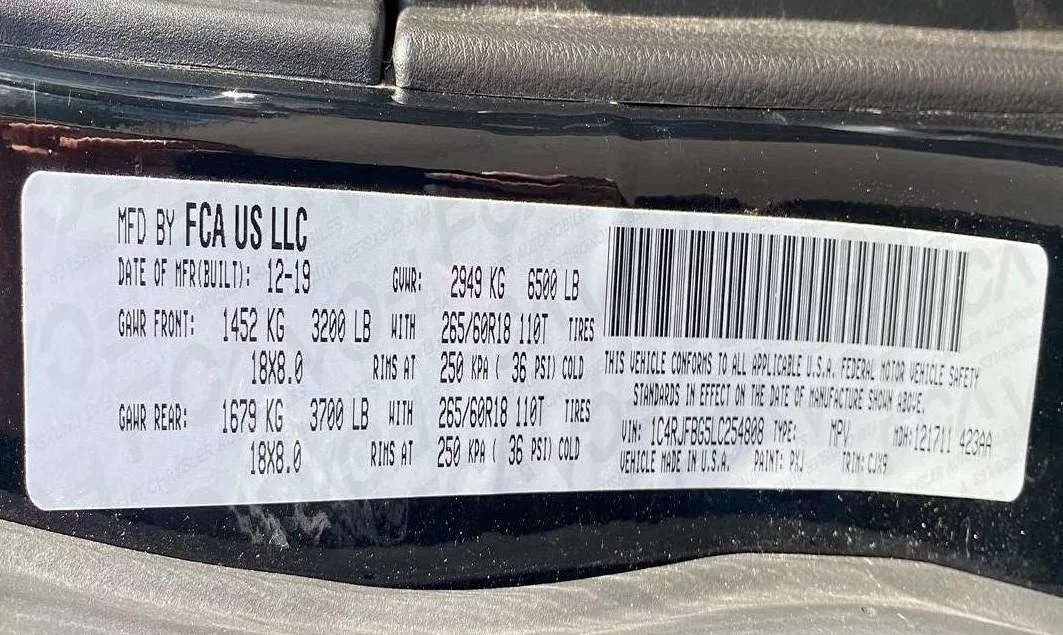 MFD BY FCA US LLC
DATE OF MFR(BUILT): 12-19 GVWR: 2949 KG 6500 LB
GAWR FRONT: 1452 KG 3200 LB WITH 265/60R18 110T TIRES
18X8.0 RIMS AT 250 KPA ( 36 PSI) COLD
GAWR REAR: 1679 KG 3700 LB WITH 265/60R18 110T TIRES
18X8.0 RIMS AT 250 KPA ( 36 PSI) COLD
THIS VEHICLE CONFORMS TO ALL APPLICABLE U.S.A. FEDERAL MOTOR VEHICLE SAFETY
STANDARDS IN EFFECT ON THE DATE OF MANUFACTURE SHOWN ABOVE.
VIN: 1C4RJFBG5LC254808 TYPE: MPV MDH:121711 423AA
VEHICLE MADE IN U.S.A. PAINT: PXJ TRIM: CJX9